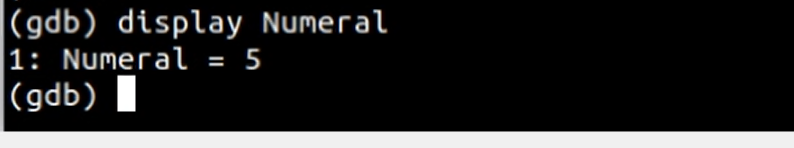 (gdb) display Numeral
1: Numeral = 5
(gdb)